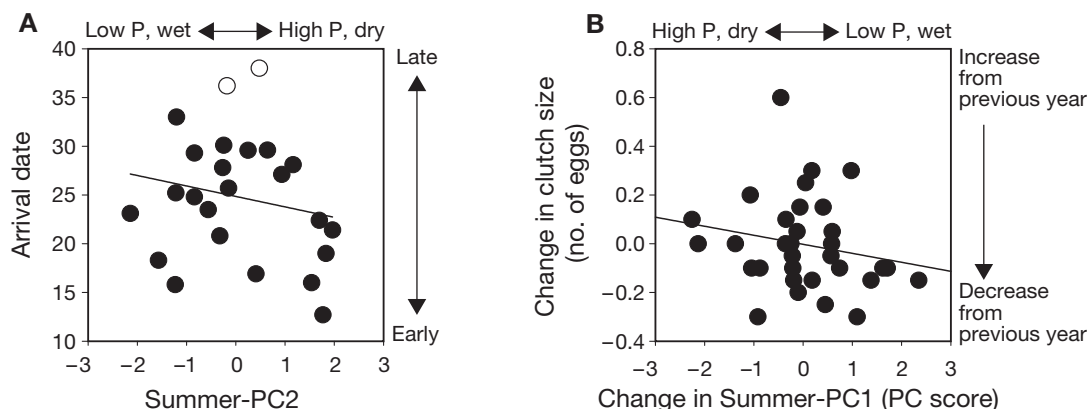 A
Low P, wet
High P, dry
40
35
30
25
20
15
10
Arrival date
Late
Early
−3
−2
−1
0
1
2
3
Summer-PC2
B
High P, dry
Low P, wet
0.8
0.6
0.4
0.2
0.0
−0.2
−0.4
Change in clutch size
(no. of eggs)
Increase
from
previous year
Decrease
from
previous year
−3
−2
−1
0
1
2
3
Change in Summer-PC1 (PC score)